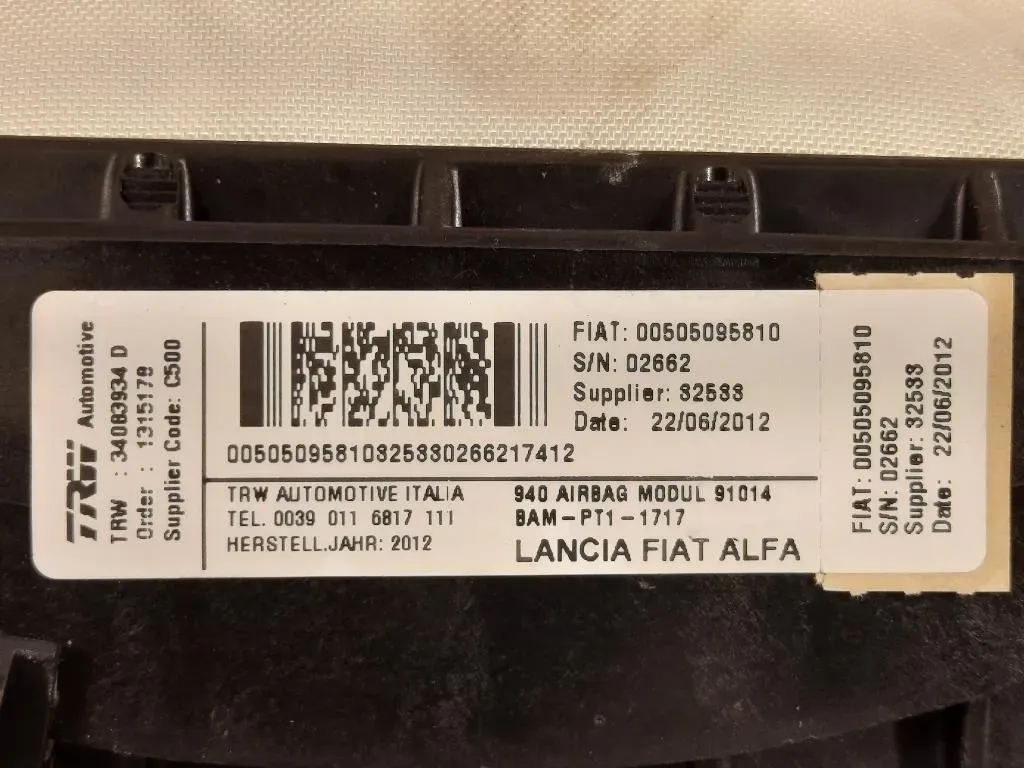 TRW Automotive
TRW : 34083934 D
Order : 1315178
Supplier Code: C500
FIAT: 00505095810
S/N: 02662
Supplier: 32533
Date: 22/06/2012
00505095810325330266217412
TRW AUTOMOTIVE ITALIA
TEL. 0039 011 6817 111
HERSTELL.JAHR: 2012
940 AIRBAG MODUL 91014
BAM-PT1-1717
LANCIA FIAT ALFA
FIAT: 00505095810
S/N: 02662
Supplier: 32533
Date: 22/06/2012